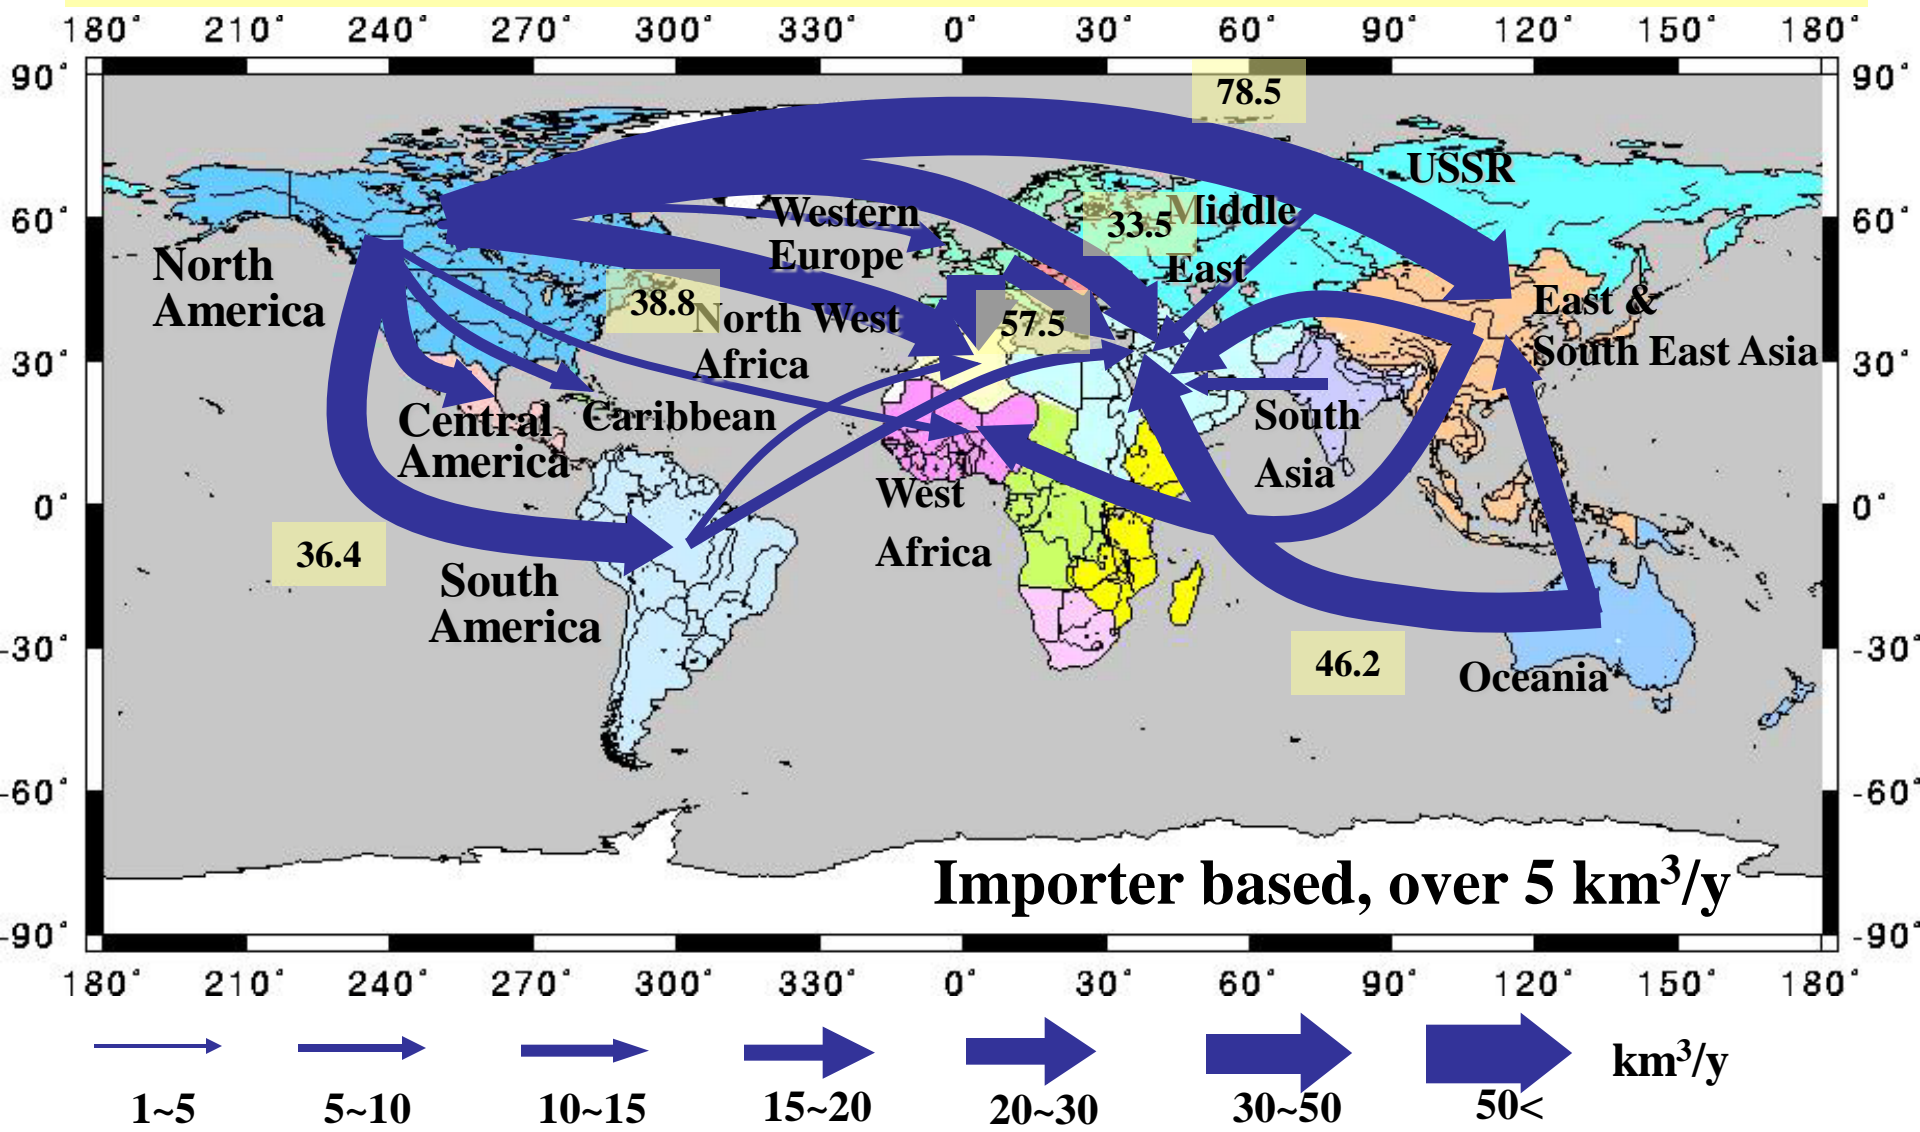 180° 210° 240° 270° 300° 330° 0° 30° 60° 90° 120° 150° 180°
90° 90°
78.5
USSR
60° 60°
Western
Europe
33.5
Middle
East
North
America
38.8
North West
Africa
57.5
East &
South East Asia
30° 30°
Central
America
Caribbean
South
Asia
West
Africa
0° 0°
36.4
South
America
-30° -30°
46.2
Oceania
-60° -60°
Importer based, over 5 km³/y
-90° -90°
180° 210° 240° 270° 300° 330° 0° 30° 60° 90° 120° 150° 180°
km³/y
1~5 5~10 10~15 15~20 20~30 30~50 50<